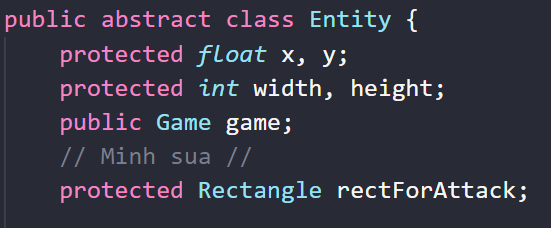 public abstract class Entity {
protected float x, y;
protected int width, height;
public Game game;
// Minh sua //
protected Rectangle rectForAttack;